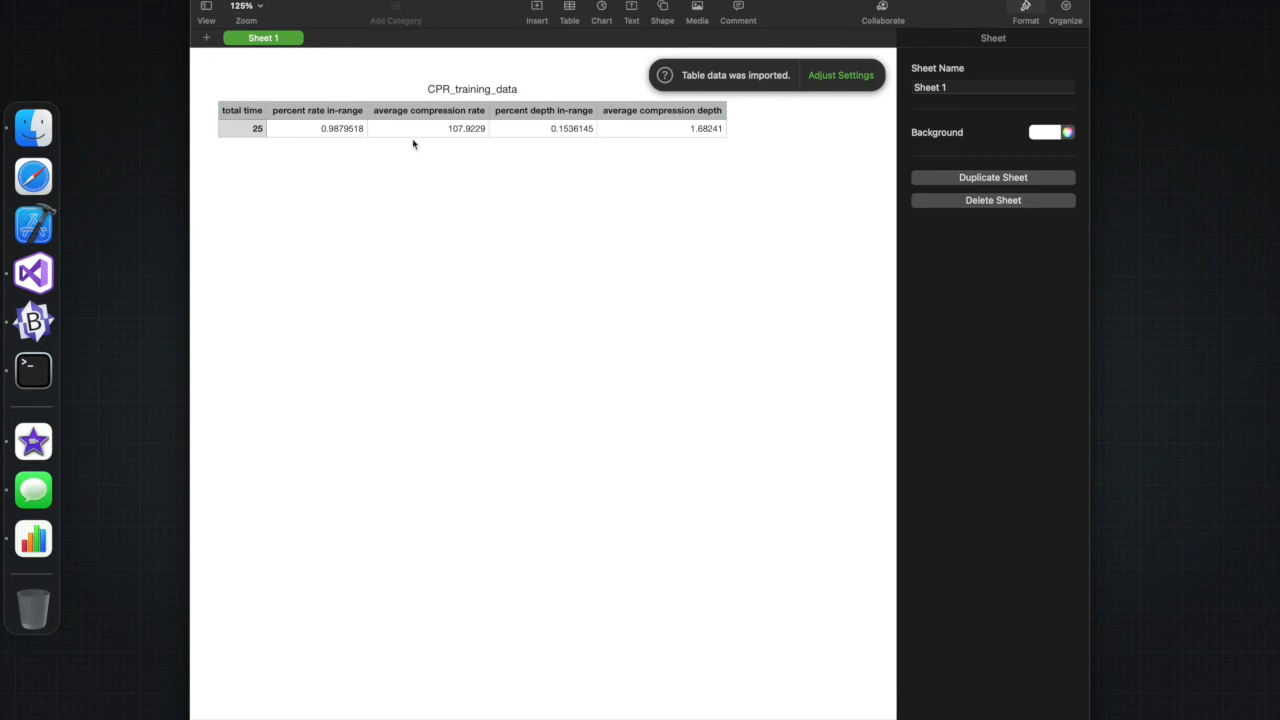 125%
View
Zoom
Add Category
Insert
Table
Chart
Text
Shape
Media
Comment
Collaborate
Format
Organize
+
Sheet 1
Sheet
? Table data was imported. Adjust Settings
Sheet Name
Sheet 1
Background
Duplicate Sheet
Delete Sheet
CPR_training_data
total time percent rate in-range average compression rate percent depth in-range average compression depth
25 0.9879518 107.9229 0.1536145 1.68241
B
>_